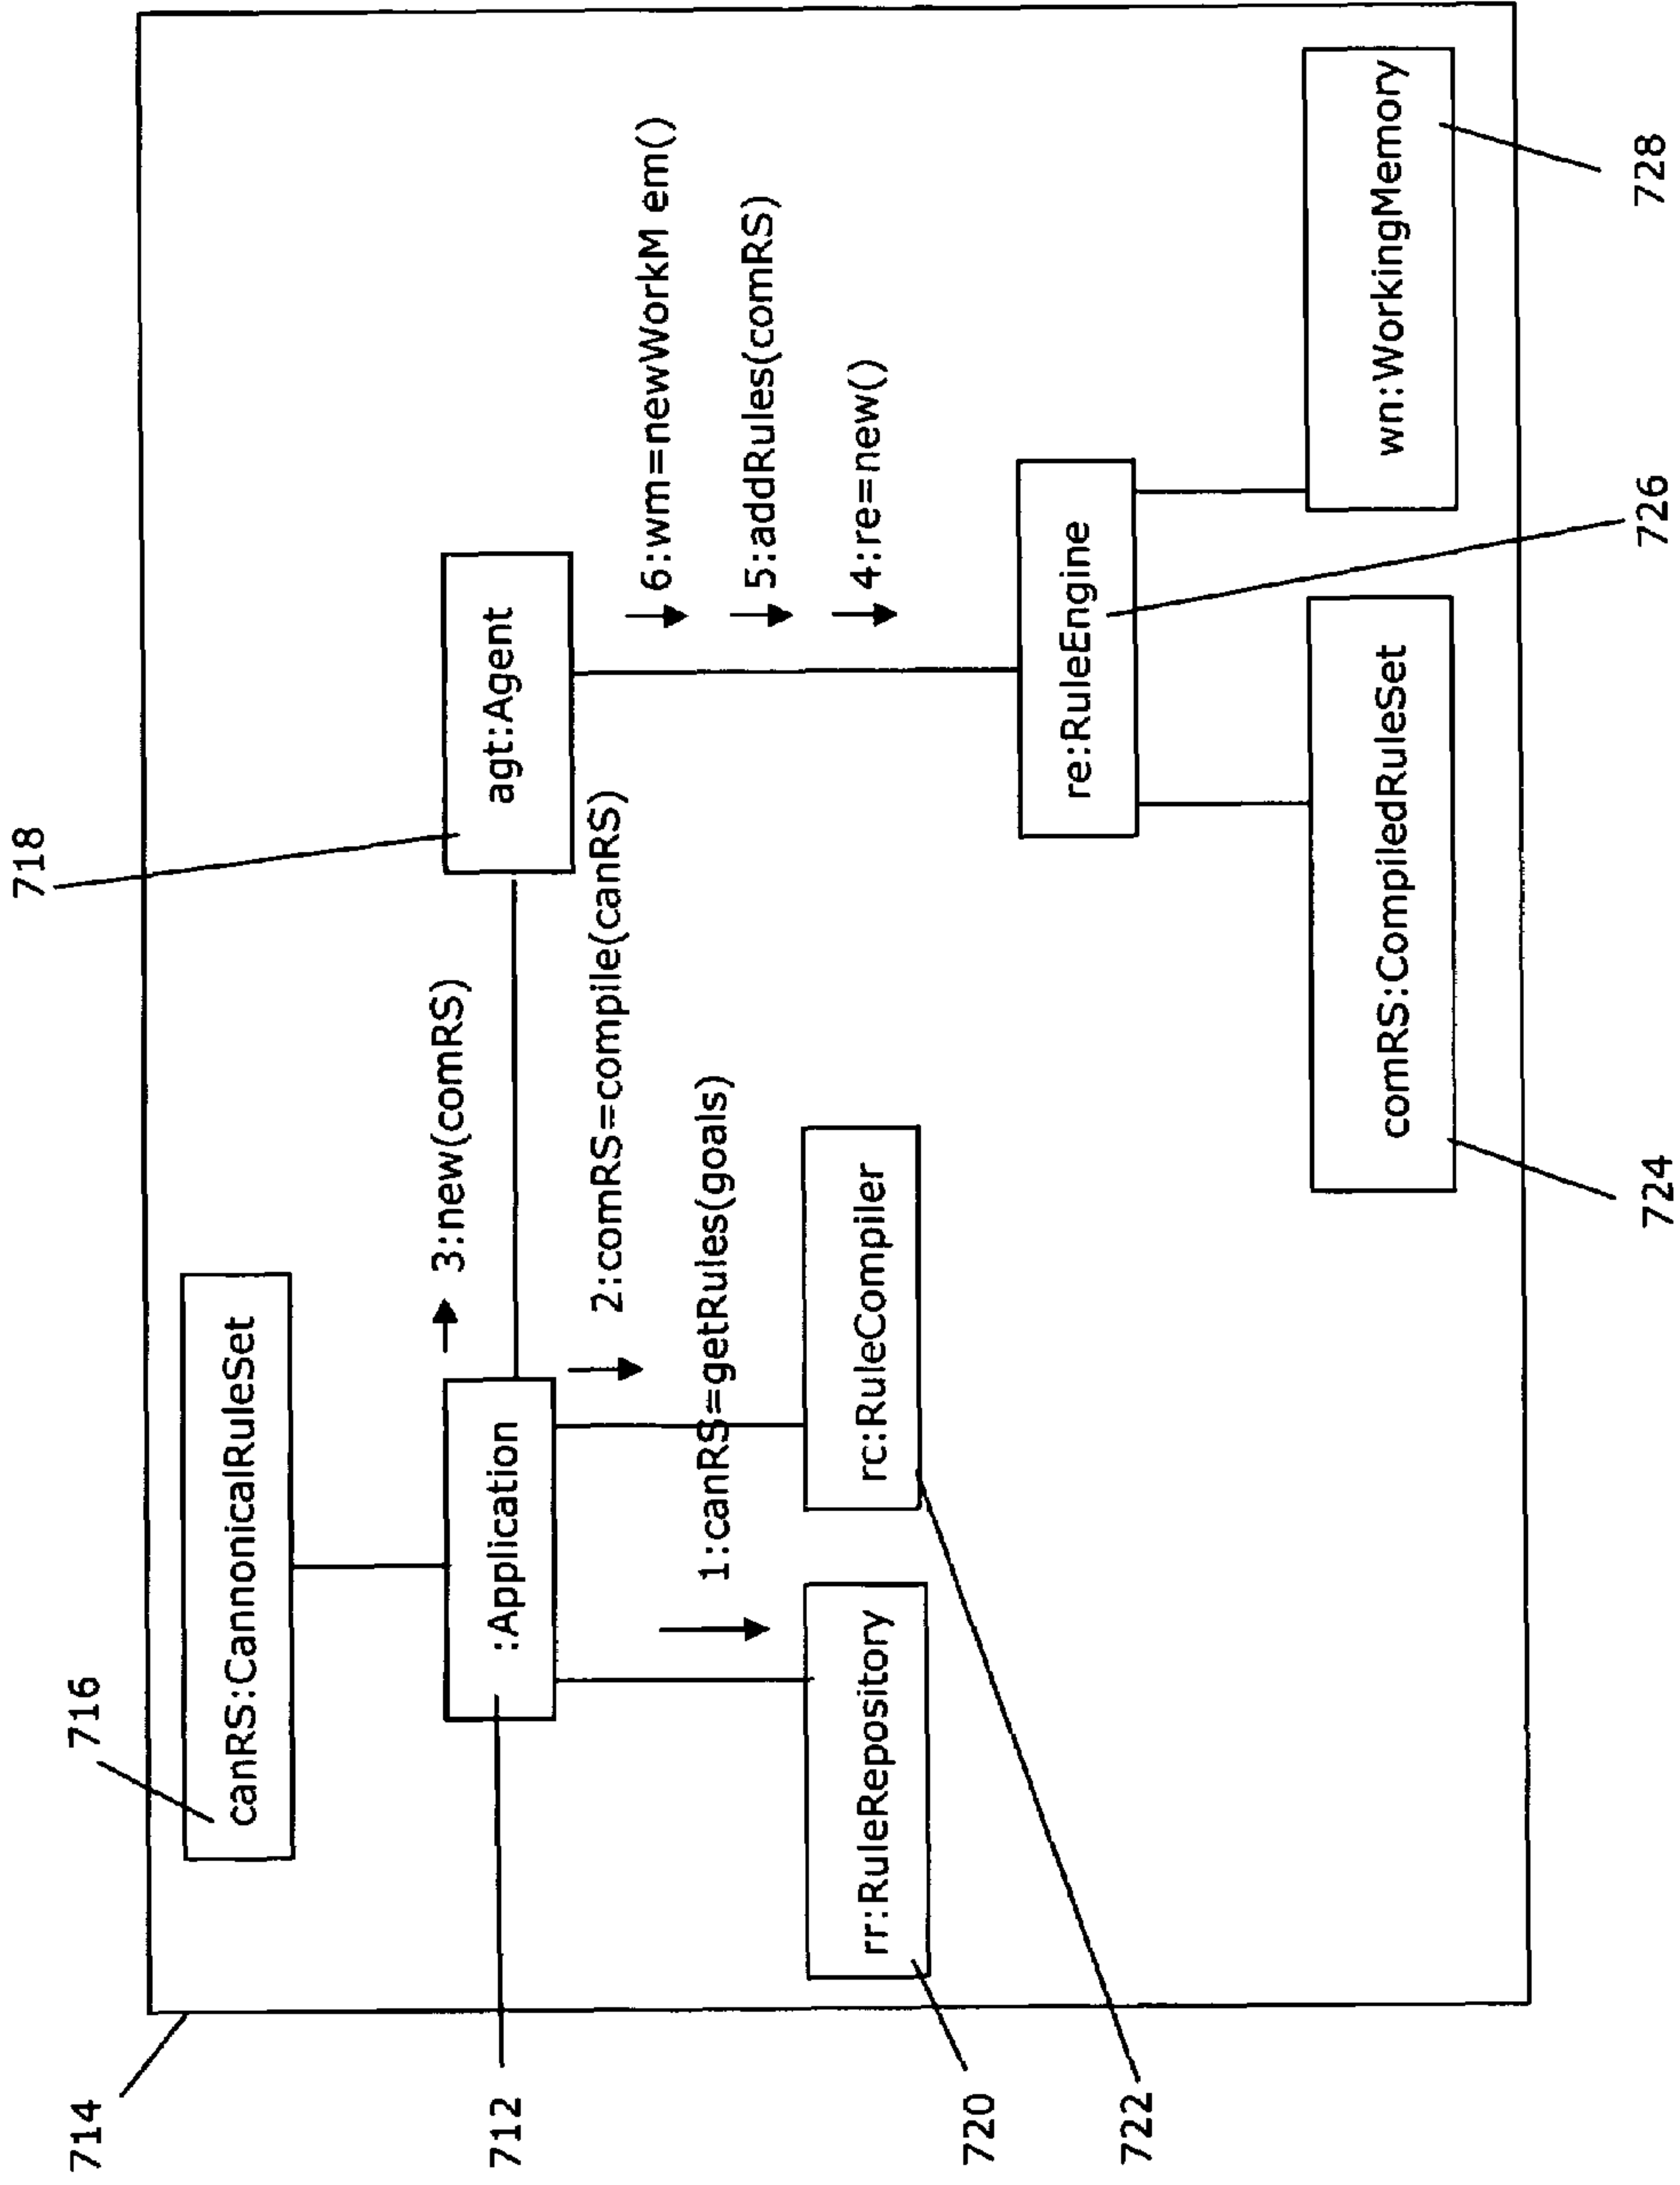 718
716
714
canRS:CannonicalRuleSet
3:new(comRS)
:Application
agt:Agent
712
2:comRS=compile(canRS)
6:wm=newWorkM em()
1:canRS=getRules(goals)
5:addRules(comRS)
4:re=new()
rr:RuleRepository
rc:RuleCompiler
720
722
re:RuleEngine
comRS:CompiledRuleSet
wn:WorkingMemory
724
726
728